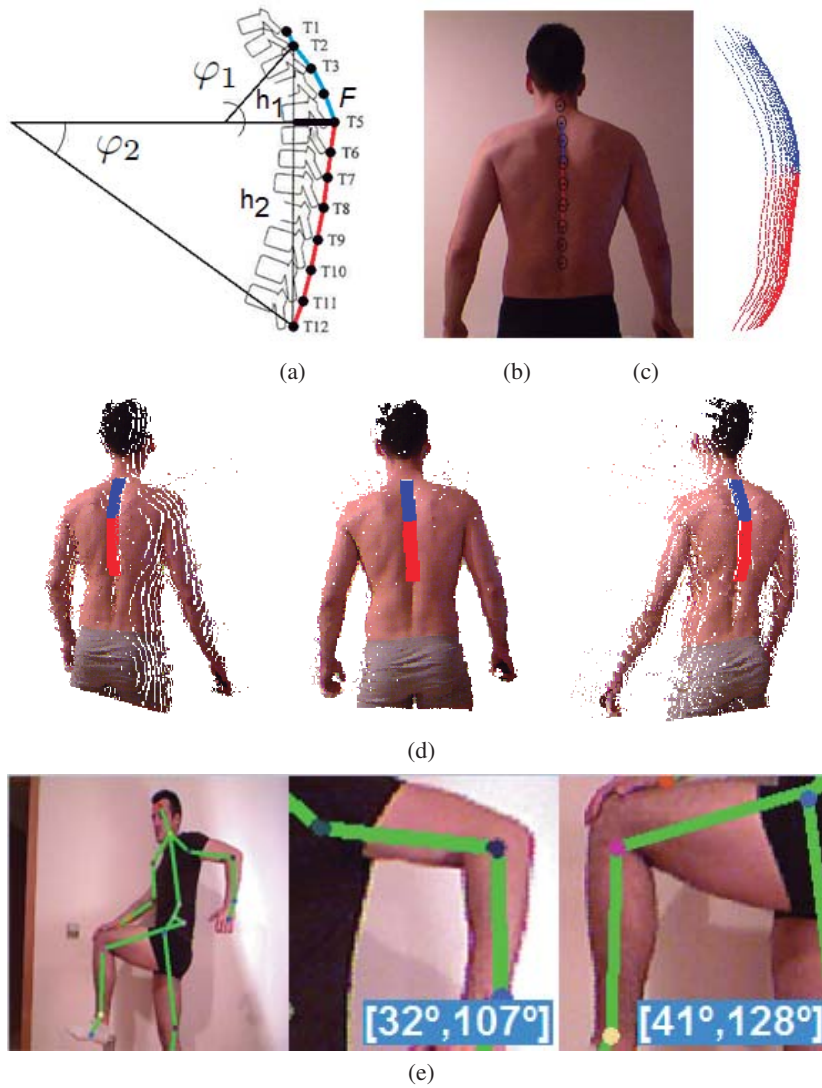 T1
T2
T3
φ1
h1
F
T5
φ2
T6
T7
h2
T8
T9
T10
T11
T12
(a)
(b)
(c)
(d)
[32º,107º]
[41º,128º]
(e)